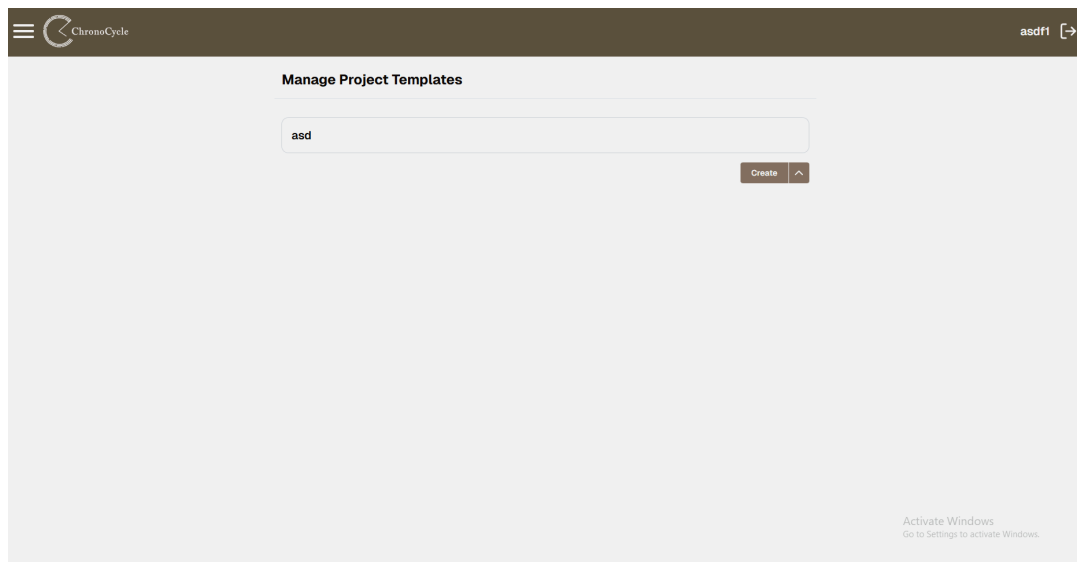 ChronoCycle
asdf1
Manage Project Templates
asd
Create
Activate Windows
Go to Settings to activate Windows.